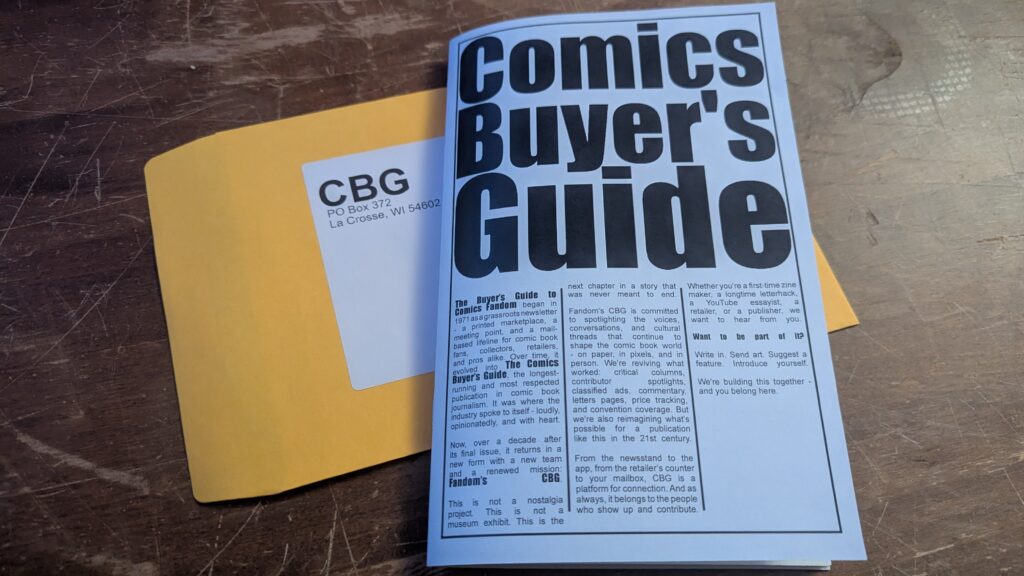 CBG
PO Box 372
La Crosse, WI 54602
Comics
Buyer's
Guide
The Buyer's Guide to
Comics Fandom began in
1971 as a grassroots newsletter
- a printed marketplace, a
meeting point, and a mail-
based lifeline for comic book
fans, collectors, retailers,
and pros alike. Over time, it
evolved into The Comics
Buyer's Guide, the longest-
running and most respected
publication in comic book
journalism. It was where the
industry spoke to itself - loudly,
opinionatedly, and with heart.
Now, over a decade after
its final issue, it returns in a
new form with a new team
and a renewed mission:
Fandom's CBG.
This is not a nostalgia
project. This is not a
museum exhibit. This is the
next chapter in a story that
was never meant to end.
Fandom's CBG is committed
to spotlighting the voices,
conversations, and cultural
threads that continue to
shape the comic book world
- on paper, in pixels, and in
person. We're reviving what
worked: critical columns,
contributor spotlights,
classified ads, commentary,
letters pages, price tracking,
and convention coverage. But
we're also reimagining what's
possible for a publication
like this in the 21st century.
From the newsstand to the
app, from the retailer's counter
to your mailbox, CBG is a
platform for connection. And as
always, it belongs to the people
who show up and contribute.
Whether you're a first-time zine
maker, a longtime letterhack,
a YouTube essayist, a
retailer, or a publisher, we
want to hear from you.
Want to be part of it?
Write in. Send art. Suggest a
feature. Introduce yourself.
We're building this together -
and you belong here.